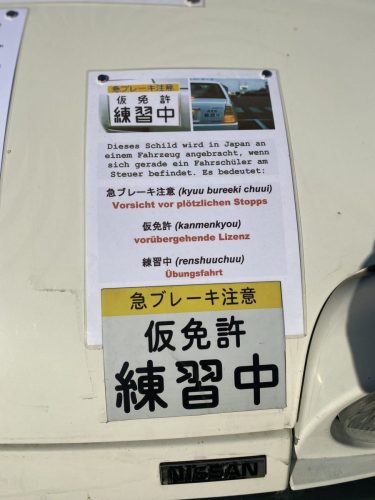 急ブレーキ注意
仮免許
練習中
Dieses Schild wird in Japan an
einem Fahrzeug angebracht, wenn
sich gerade ein Fahrschüler am
Steuer befindet. Es bedeutet:
急ブレーキ注意 (kyuu bureeki chuui)
Vorsicht vor plötzlichen Stopps
仮免許 (kanmenkyou)
vorübergehende Lizenz
練習中 (renshuuchuu)
Übungsfahrt
急ブレーキ注意
仮免許
練習中
NISSAN